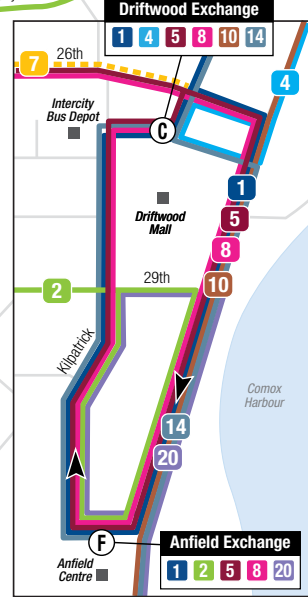 Driftwood Exchange
1 4 5 8 10 14
26th
7
Intercity
Bus Depot
C
4
Driftwood
Mall
1
5
8
10
29th
2
Kilpatrick
Comox
Harbour
14
20
F
Anfield
Centre
Anfield Exchange
1 2 5 8 20